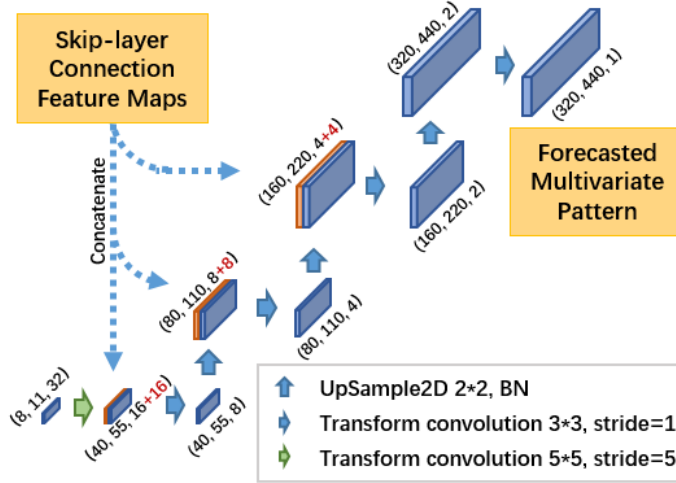 Skip-layer
Connection
Feature Maps
Concatenate
(8, 11, 32)
(40, 55, 16+16)
(40, 55, 8)
(80, 110, 8+8)
(80, 110, 4)
(160, 220, 4+4)
(160, 220, 2)
(320, 440, 2)
(320, 440, 1)
Forecasted
Multivariate
Pattern
UpSample2D 2*2, BN
Transform convolution 3*3, stride=1
Transform convolution 5*5, stride=5